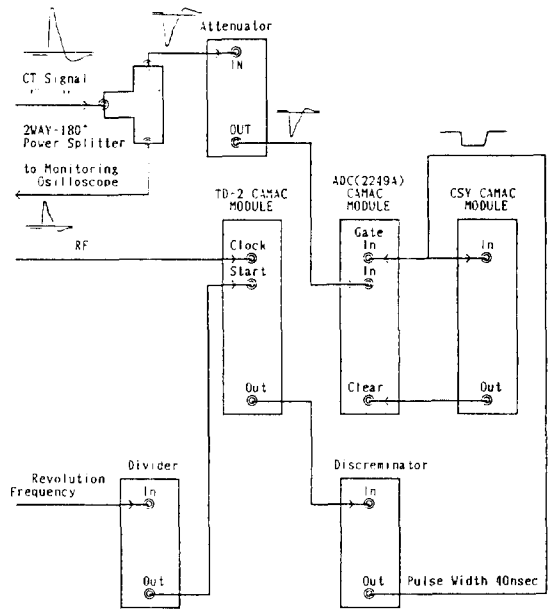 Attenuator
IN
CT Signal
2WAY-180°
Power Splitter
OUT
to Monitoring
Osilloscope
TD-2 CAMAC
MODULE
ADC(2249A)
CAMAC
MODULE
CSY CAMAC
MODULE
RF
Clock
Start
Gate
In
In
In
Out
Clear
Out
Divider
Discreminator
Revolution
Frequency
In
In
Out
Out
Pulse Width 40nsec